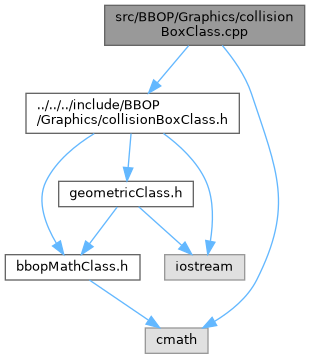 src/BBOP/Graphics/collision
BoxClass.cpp
../../../include/BBOP
/Graphics/collisionBoxClass.h
geometricClass.h
bbopMathClass.h
iostream
cmath